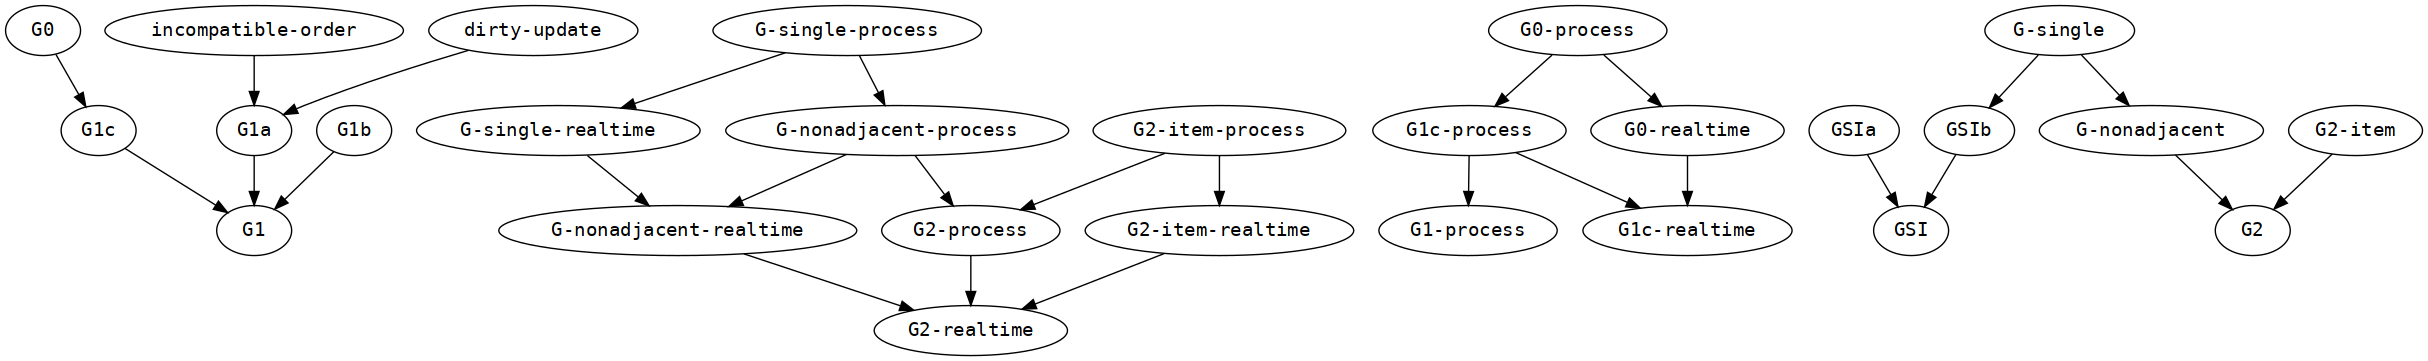 G0
incompatible-order
dirty-update
G-single-process
G0-process
G-single
G1c
G1a
G1b
G-single-realtime
G-nonadjacent-process
G2-item-process
G1c-process
G0-realtime
GSIa
GSIb
G-nonadjacent
G2-item
G1
G-nonadjacent-realtime
G2-process
G2-item-realtime
G1-process
G1c-realtime
GSI
G2
G2-realtime